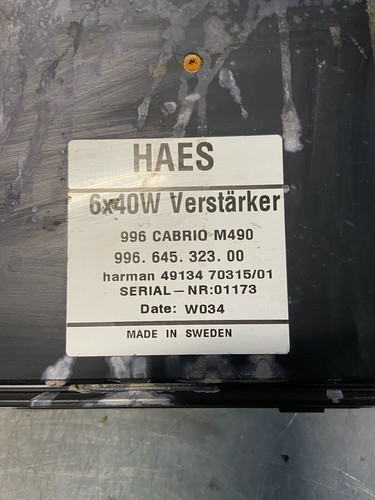 HAES
6x40W Verstärker
996 CABRIO M490
996. 645. 323. 00
harman 49134 70315/01
SERIAL – NR:01173
Date: W034
MADE IN SWEDEN